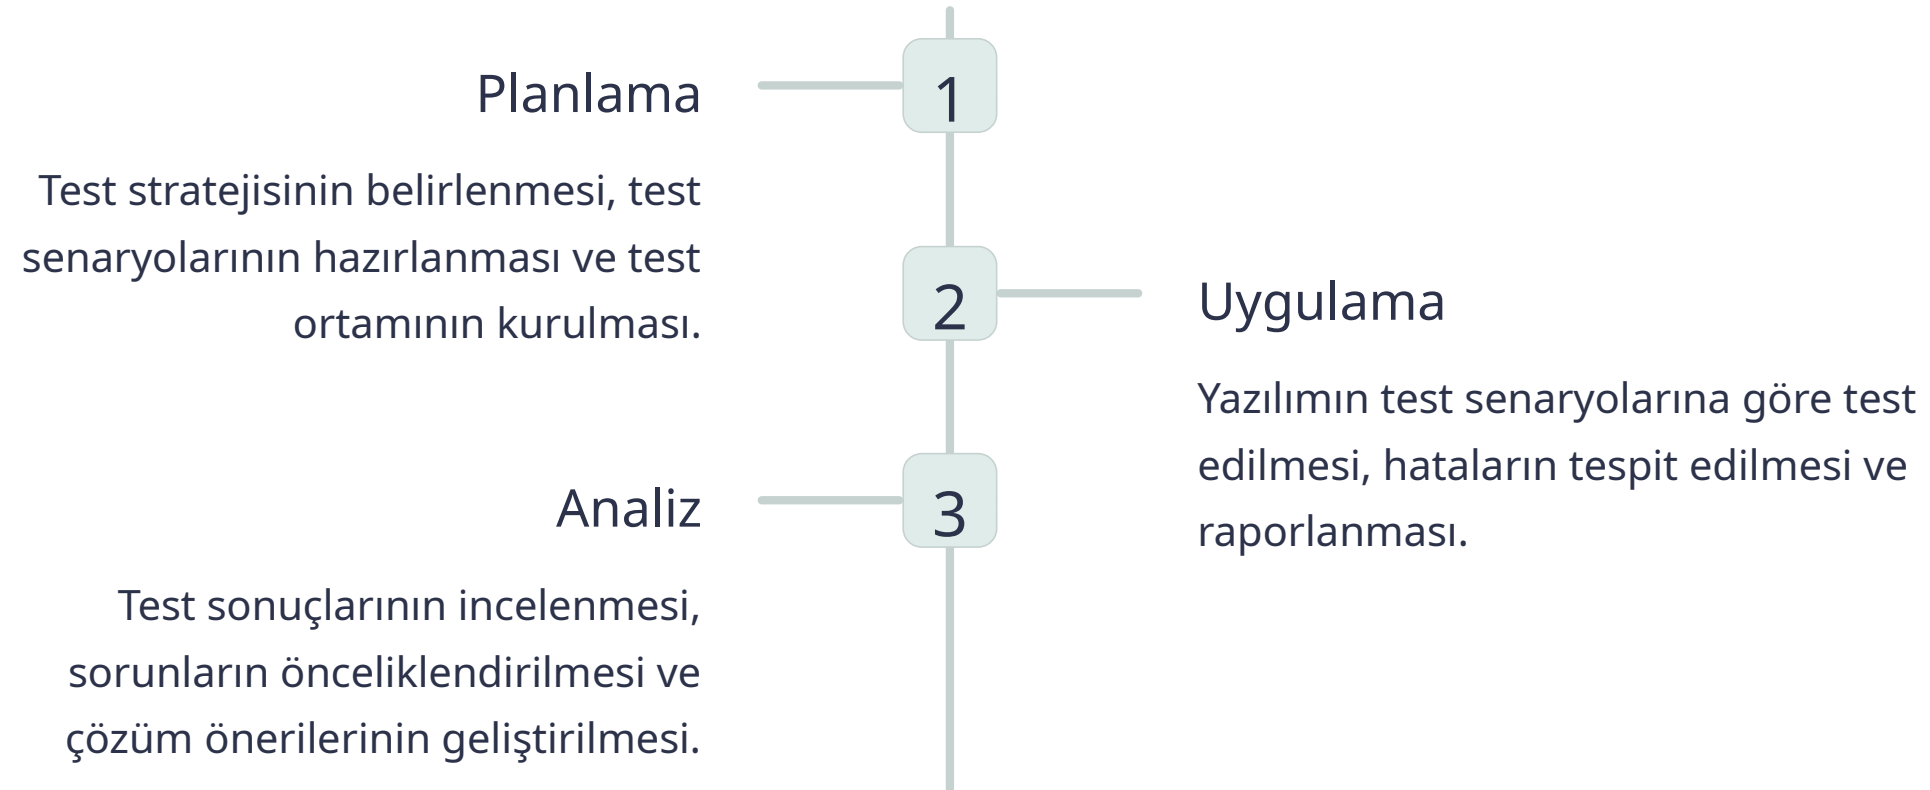 1
Planlama
Test stratejisinin belirlenmesi, test
senaryolarının hazırlanması ve test
ortamının kurulması.
2
Uygulama
Yazılımın test senaryolarına göre test
edilmesi, hataların tespit edilmesi ve
raporlanması.
3
Analiz
Test sonuçlarının incelenmesi,
sorunların önceliklendirilmesi ve
çözüm önerilerinin geliştirilmesi.